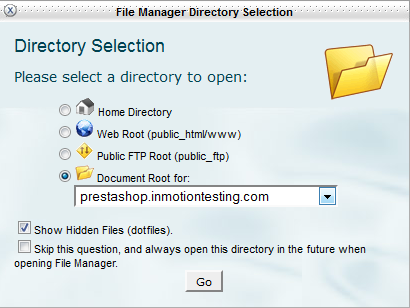 File Manager Directory Selection
Directory Selection
Please select a directory to open:
Home Directory
Web Root (public_html/www)
Public FTP Root (public_ftp)
Document Root for:
prestashop.inmotiontesting.com
Show Hidden Files (dotfiles).
Skip this question, and always open this directory in the future when
opening File Manager.
Go